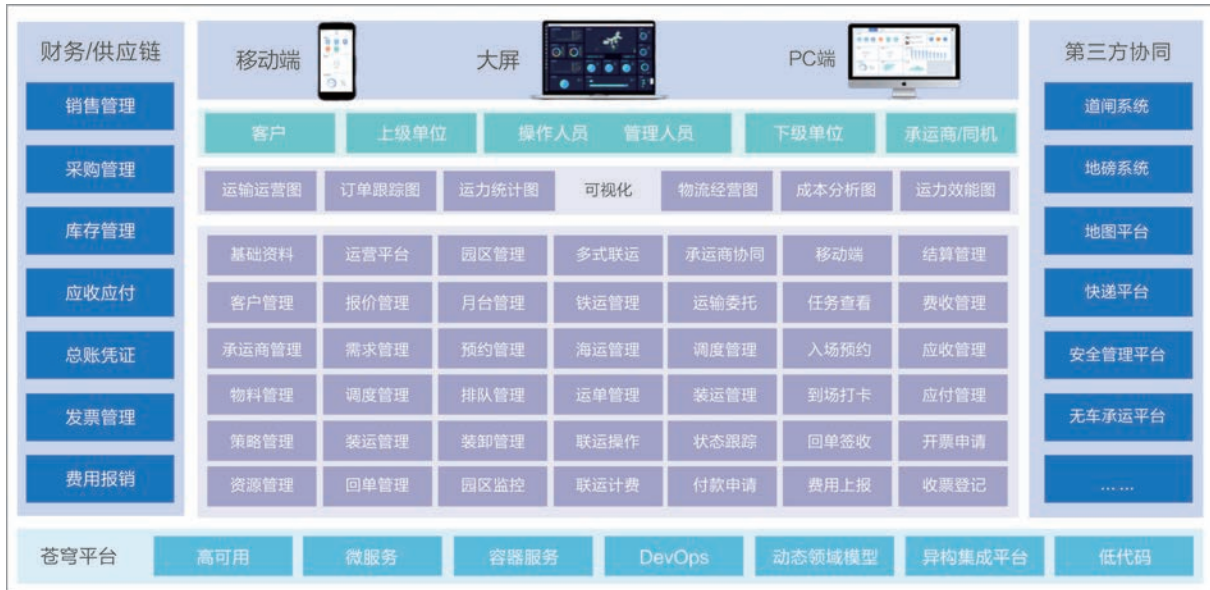 财务/供应链
销售管理
采购管理
库存管理
应收应付
总账凭证
发票管理
费用报销
移动端 大屏 PC端
客户 上级单位 操作人员 管理人员 下级单位 承运商/同机
运输运营图 订单跟踪图 运力统计图 可视化 物流经营图 成本分析图 运力效能图
基础资料 运营平台 园区管理 多式联运 承运商协同 移动端 结算管理
客户管理 报价管理 月台管理 铁运管理 运输委托 任务查看 费收管理
承运商管理 需求管理 预约管理 海运管理 调度管理 入场预约 应收管理
物料管理 调度管理 排队管理 运单管理 装运管理 到场打卡 应付管理
策略管理 装运管理 装卸管理 联运操作 状态跟踪 回单签收 开票申请
资源管理 回单管理 园区监控 联运计费 付款申请 费用上报 收票登记
第三方协同
道闸系统
地磅系统
地图平台
快递平台
安全管理平台
无车承运平台
... ...
苍穹平台 高可用 微服务 容器服务 DevOps 动态领域模型 异构集成平台 低代码